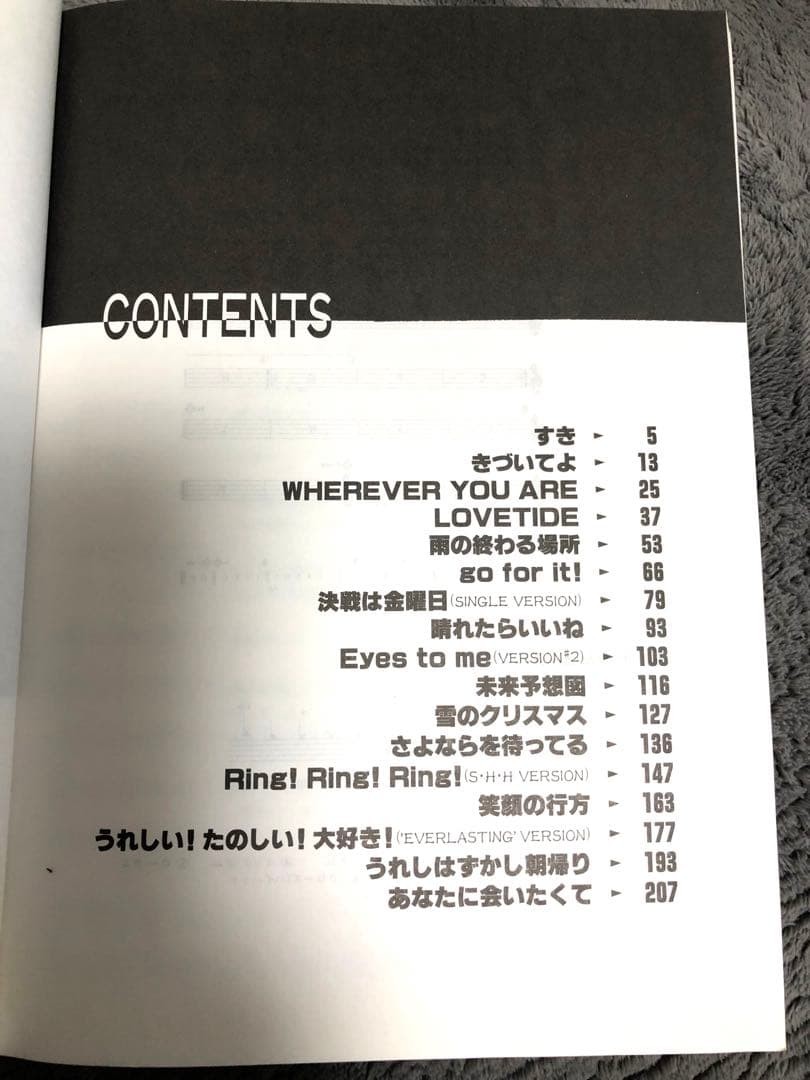 CONTENTS
すき ► 5
きづいてよ ► 13
WHEREVER YOU ARE ► 25
LOVETIDE ► 37
雨の終わる場所 ► 53
go for it! ► 66
決戦は金曜日(SINGLE VERSION) ► 79
晴れたらいいね ► 93
Eyes to me(VERSION#2) ► 103
未来予想図 ► 116
雪のクリスマス ► 127
さよならを待ってる ► 136
Ring! Ring! Ring!(S・H・H VERSION) ► 147
笑顔の行方 ► 163
うれしい! たのしい! 大好き!('EVERLASTING' VERSION) ► 177
うれしはずかし朝帰り ► 193
あなたに会いたくて ► 207